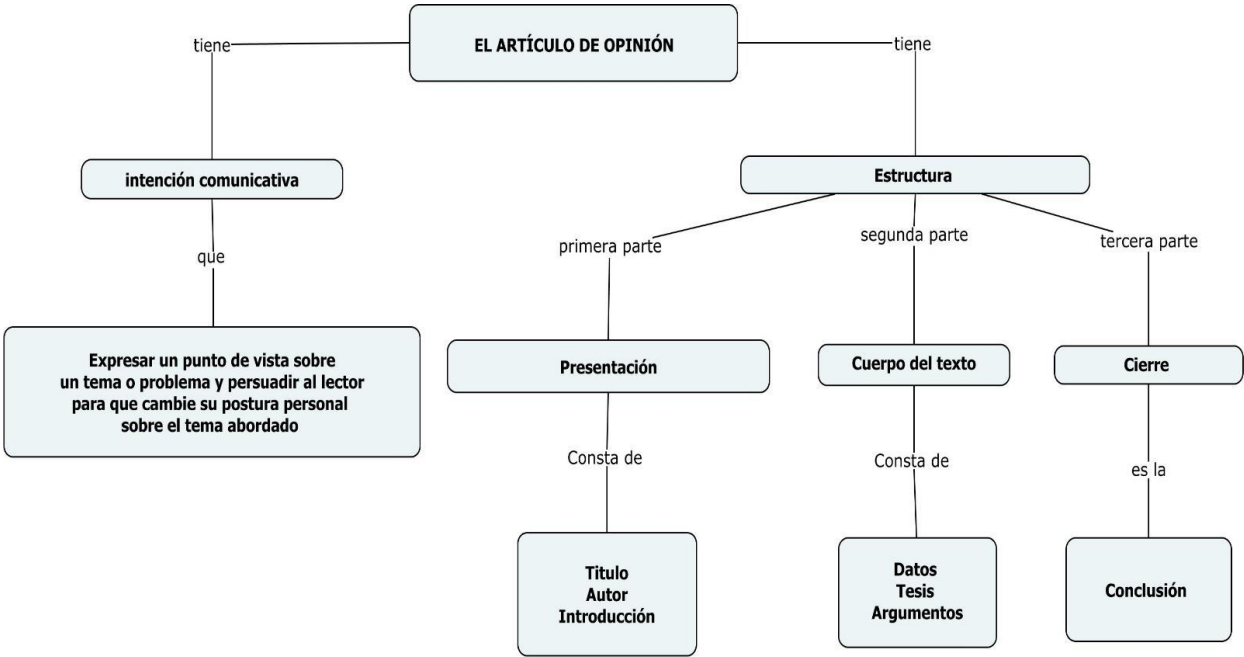 EL ARTÍCULO DE OPINIÓN
tiene
tiene
intención comunicativa
Estructura
que
primera parte
segunda parte
tercera parte
Expresar un punto de vista sobre
un tema o problema y persuadir al lector
para que cambie su postura personal
sobre el tema abordado
Presentación
Cuerpo del texto
Cierre
Consta de
Consta de
es la
Titulo
Autor
Introducción
Datos
Tesis
Argumentos
Conclusión